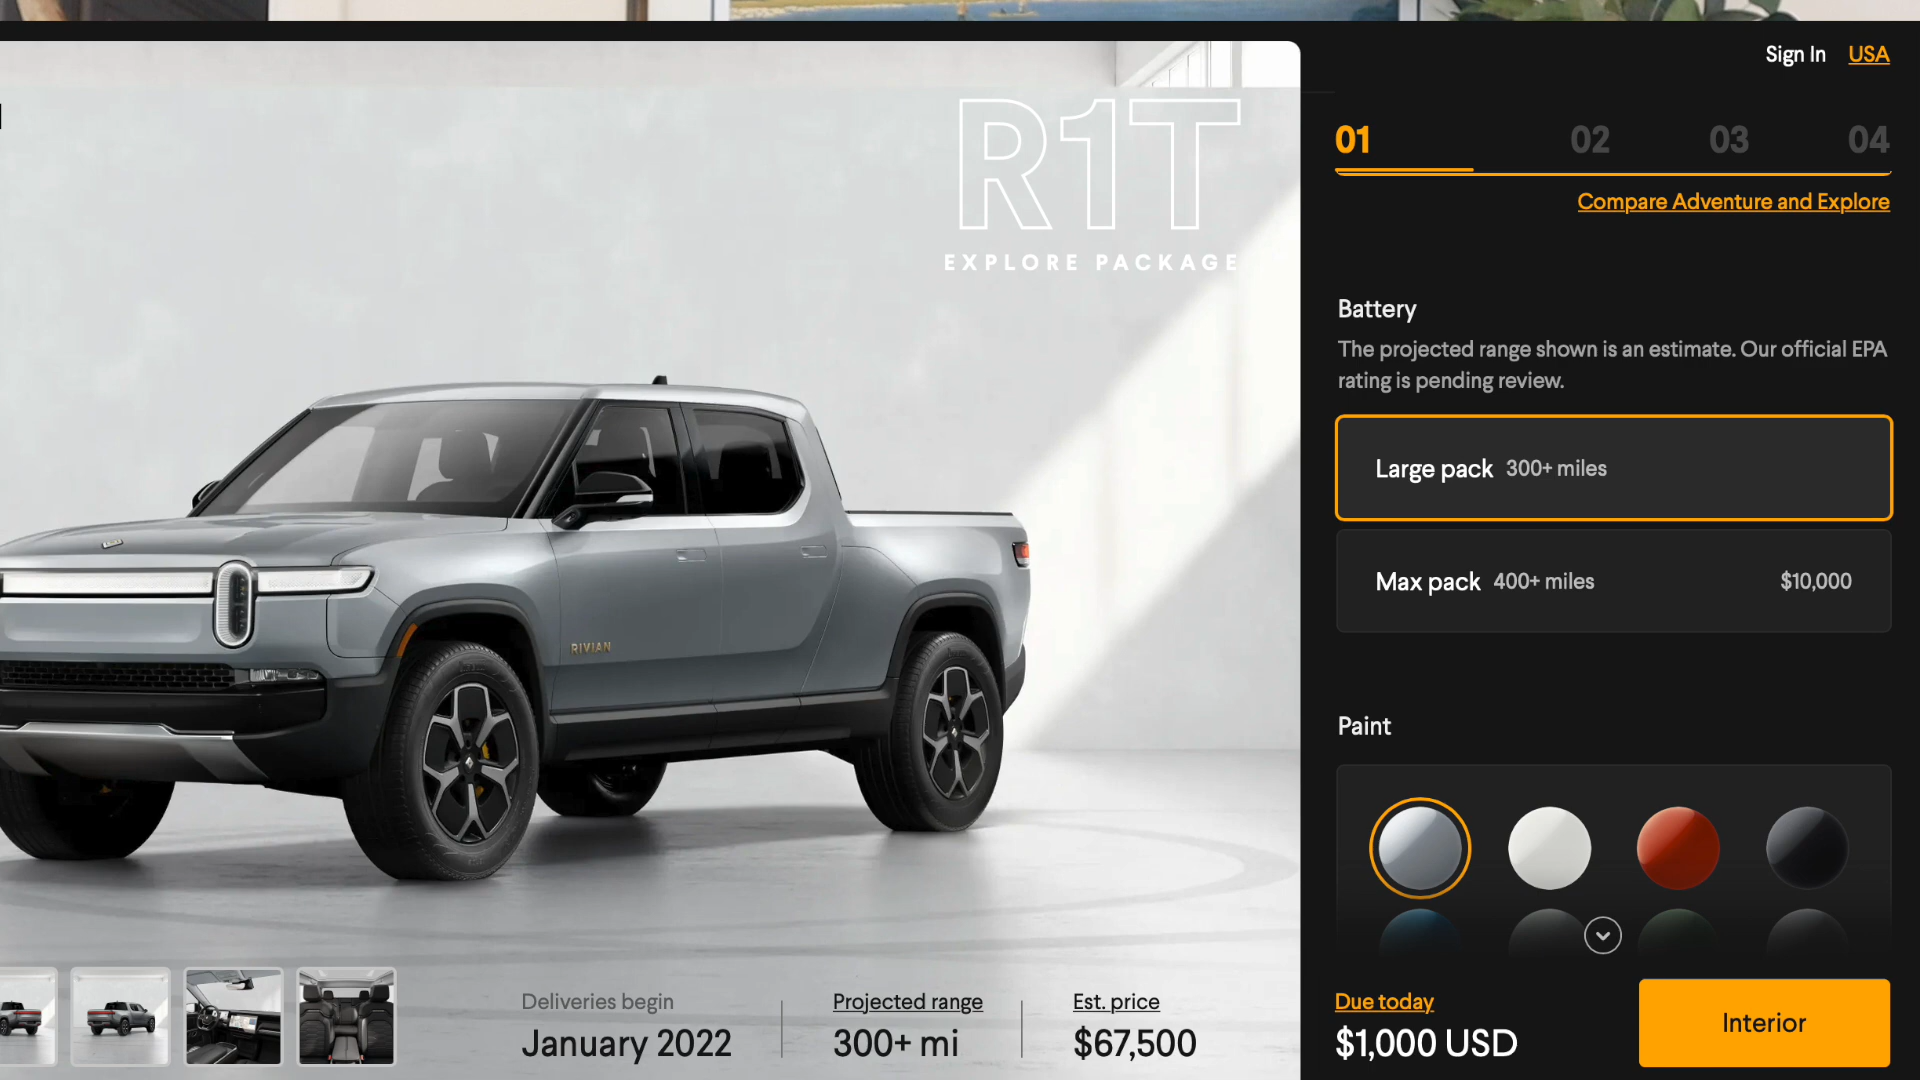 Sign In USA
R1T
EXPLORE PACKAGE
01 02 03 04
Compare Adventure and Explore
Battery
The projected range shown is an estimate. Our official EPA
rating is pending review.
Large pack 300+ miles
Max pack 400+ miles $10,000
Paint
RIVIAN
Deliveries begin
January 2022
Projected range
300+ mi
Est. price
$67,500
Due today
$1,000 USD
Interior